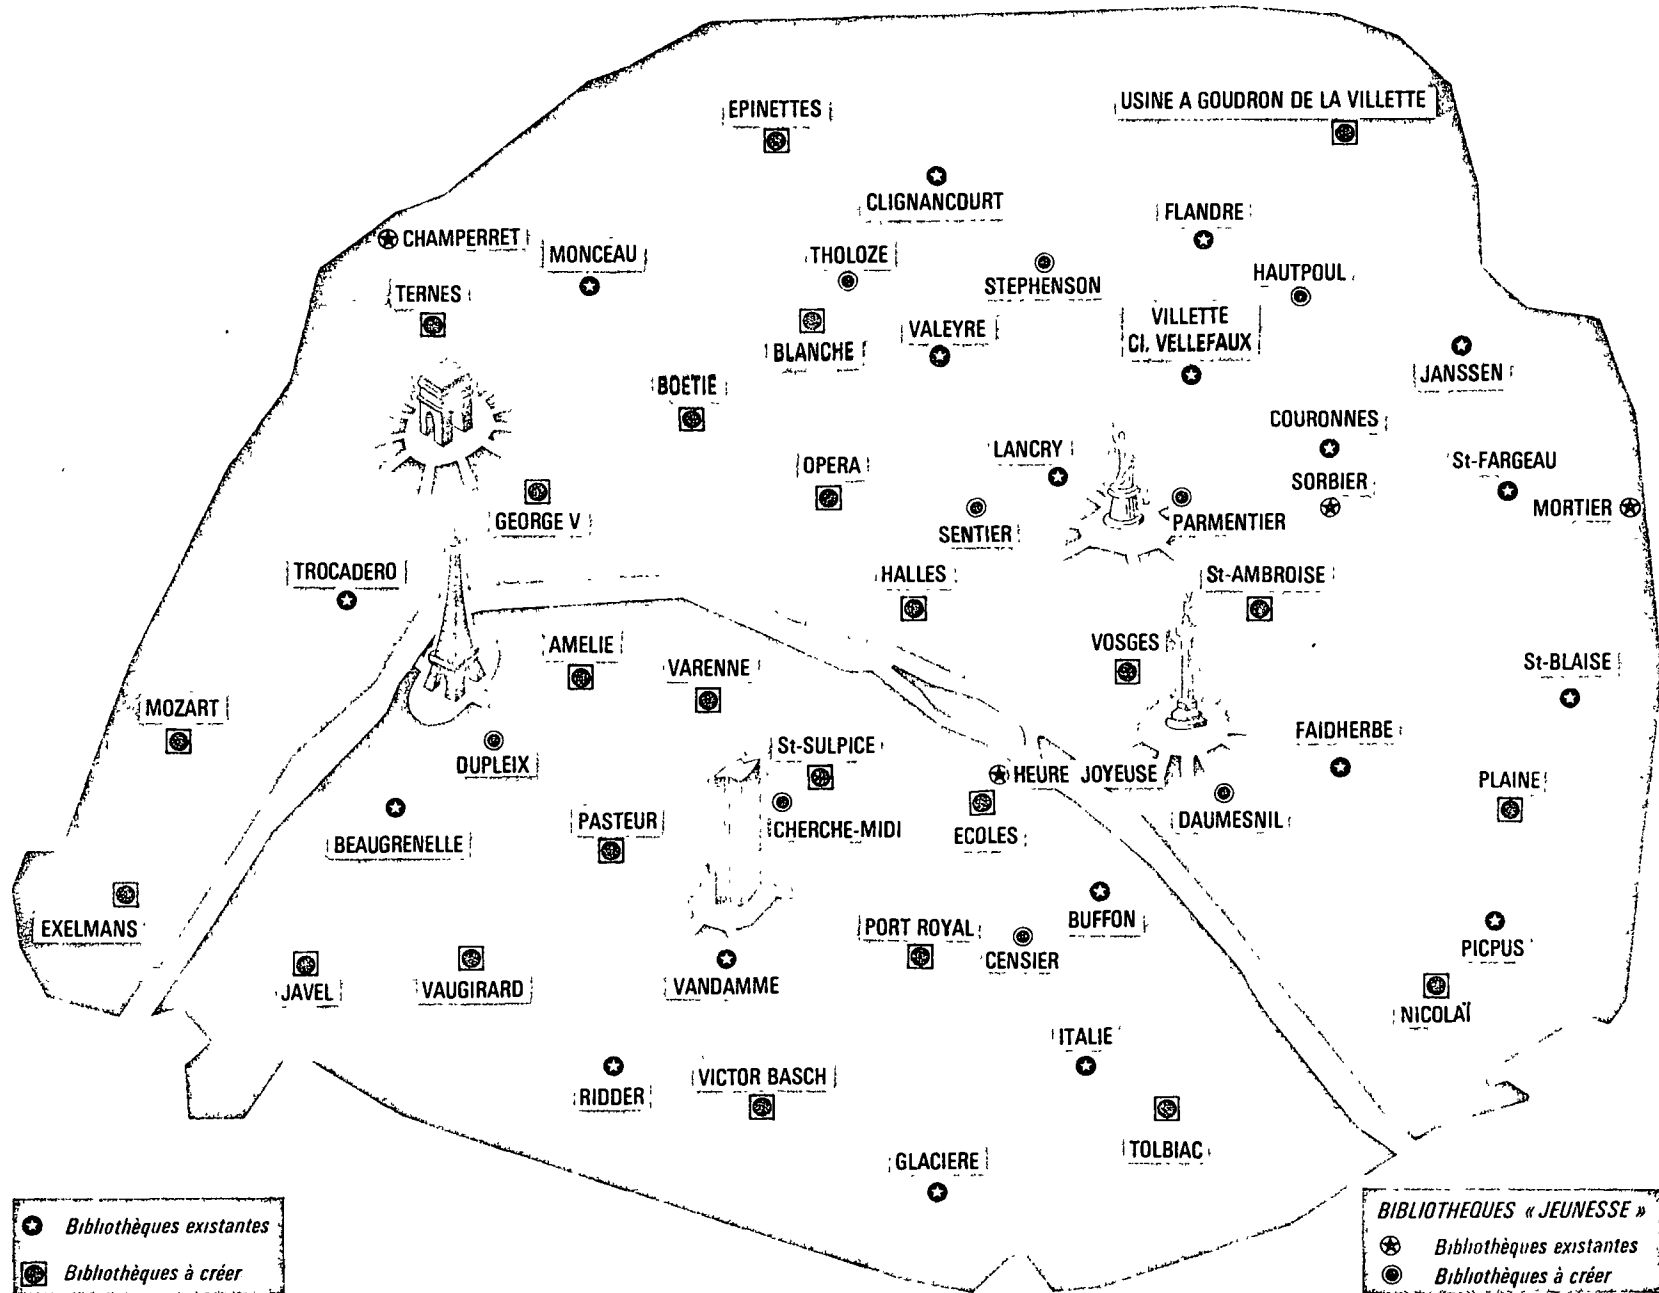 EPINETTES
USINE A GOUDRON DE LA VILLETTE
CLIGNANCOURT
FLANDRE
CHAMPERRET
MONCEAU
THOLOZE
STEPHENSON
HAUTPOUL
TERNES
VALEYRE
VILLETTE
Cl. VELLEFAUX
BLANCHE
JANSSEN
BOETIE
COURONNES
LANCRY
OPERA
St-FARGEAU
SORBIER
MORTIER
GEORGE V
SENTIER
PARMENTIER
TROCADERO
HALLES
St-AMBROISE
AMELIE
VARENNE
VOSGES
St-BLAISE
MOZART
FAIDHERBE
St-SULPICE
DUPLEIX
HEURE JOYEUSE
PLAINE
PASTEUR
CHERCHE-MIDI
DAUMESNIL
BEAUGRENELLE
ECOLES
EXELMANS
PORT ROYAL
BUFFON
PICPUS
CENSIER
JAVEL
VAUGIRARD
VANDAMME
NICOLAÏ
ITALIE
RIDDER
VICTOR BASCH
TOLBIAC
GLACIERE
Bibliothèques existantes
Bibliothèques à créer
BIBLIOTHEQUES « JEUNESSE »
Bibliothèques existantes
Bibliothèques à créer